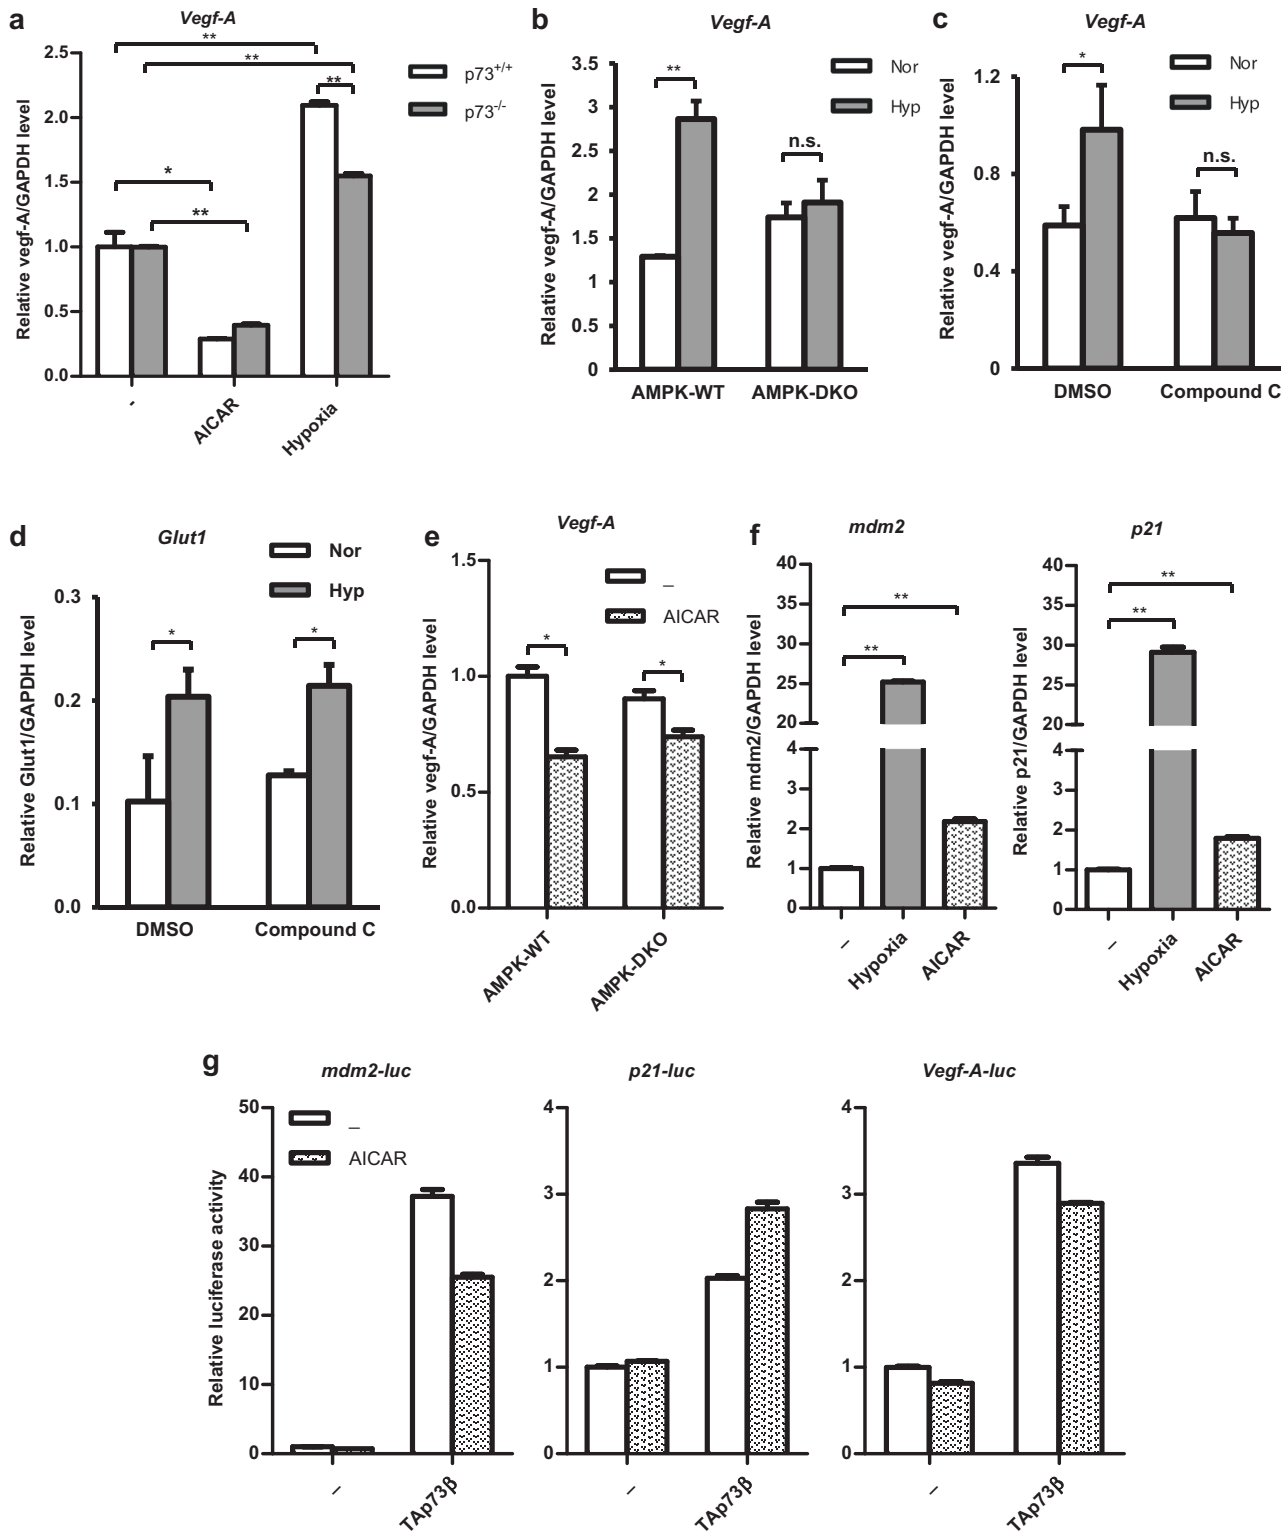 a
Vegf-A
Relative vegf-A/GAPDH level
2.5
2.0
1.5
1.0
0.5
0.0
**
**
**
*
**
p73+/+
p73-/-
-
AICAR
Hypoxia
b
Vegf-A
Relative vegf-A/GAPDH level
3.5
3
2.5
2
1.5
1
0.5
0
**
n.s.
Nor
Hyp
AMPK-WT AMPK-DKO
c
Vegf-A
Relative vegf-A/GAPDH level
1.2
0.8
0.4
0
*
n.s.
Nor
Hyp
DMSO Compound C
d
Glut1
Relative Glut1/GAPDH level
0.3
0.2
0.1
0.0
*
*
Nor
Hyp
DMSO Compound C
e
Vegf-A
Relative vegf-A/GAPDH level
1.5
1.0
0.5
0.0
*
*
–
AICAR
AMPK-WT
AMPK-DKO
f
mdm2
Relative mdm2/GAPDH level
40
35
30
25
20
4
3
2
1
0
**
**
–
Hypoxia
AICAR
p21
Relative p21/GAPDH level
40
35
30
25
20
4
3
2
1
0
**
**
–
Hypoxia
AICAR
g
mdm2-luc
Relative luciferase activity
50
40
30
20
10
0
–
AICAR
–
TAp73β
p21-luc
4
3
2
1
0
–
TAp73β
Vegf-A-luc
4
3
2
1
0
–
TAp73β